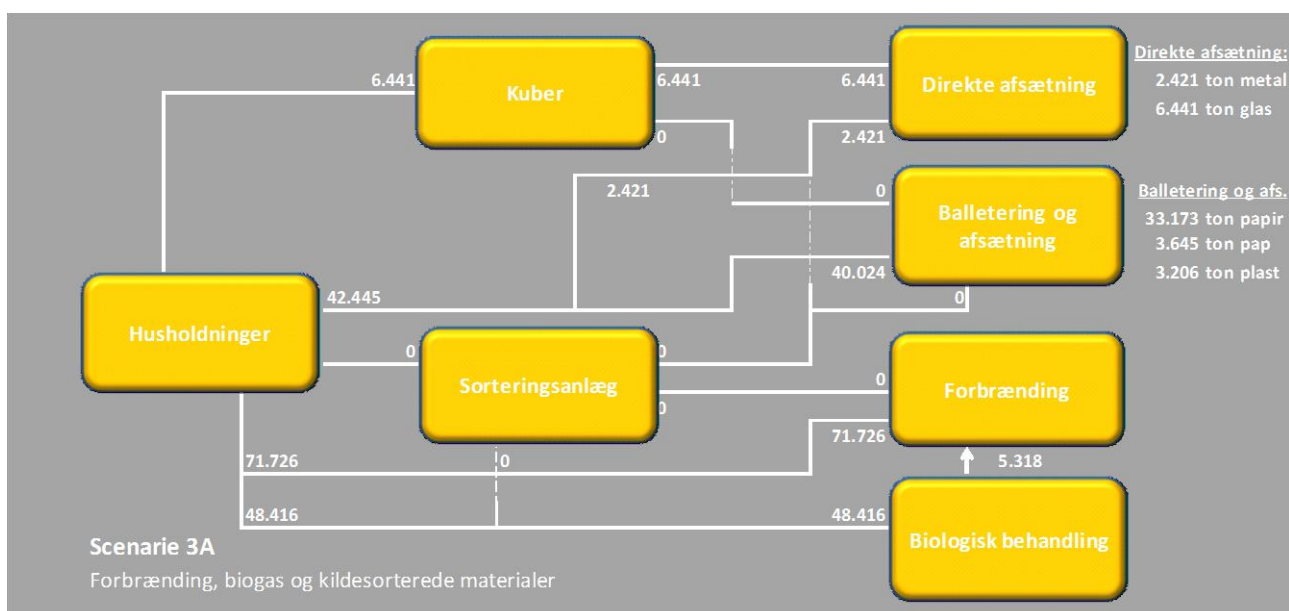 6.441
Kuber
6.441
0
6.441
2.421
Direkte afsætning
Direkte afsætning:
2.421 ton metal
6.441 ton glas
2.421
0
40.024
0
Balletering og
afsætning
Balletering og afs.
33.173 ton papir
3.645 ton pap
3.206 ton plast
Husholdninger
42.445
0
Sorteringsanlæg
0
0
0
71.726
Forbrænding
71.726
0
5.318
48.416
48.416
Biologisk behandling
Scenarie 3A
Forbrænding, biogas og kildesorterede materialer